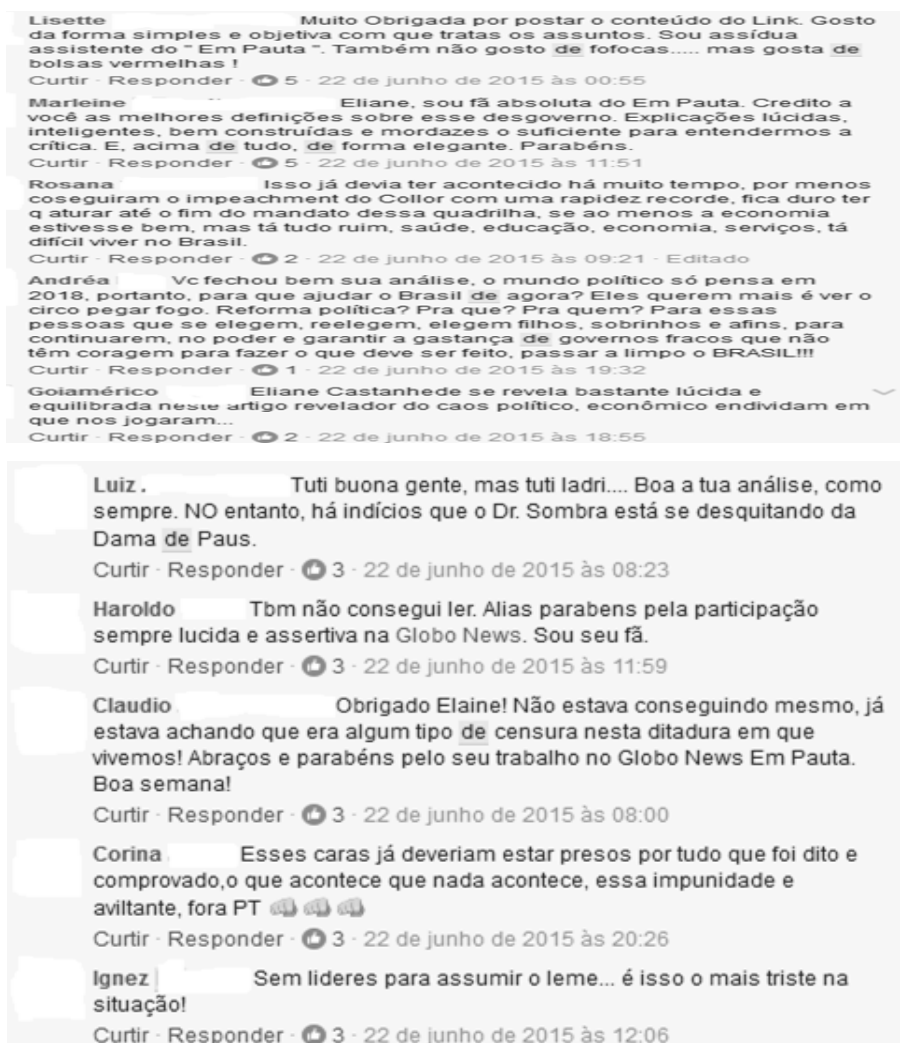 Lisette Muito Obrigada por postar o conteúdo do Link. Gosto
da forma simples e objetiva com que tratas os assuntos. Sou assídua
assistente do " Em Pauta ". Também não gosto de fofocas..... mas gosta de
bolsas vermelhas !
Curtir · Responder · 5 · 22 de junho de 2015 às 00:55
Marleine Eliane, sou fã absoluta do Em Pauta. Credito a
você as melhores definições sobre esse desgoverno. Explicações lúcidas,
inteligentes, bem construídas e mordazes o suficiente para entendermos a
crítica. E, acima de tudo, de forma elegante. Parabéns.
Curtir · Responder · 5 · 22 de junho de 2015 às 11:51
Rosana Isso já devia ter acontecido há muito tempo, por menos
coseguiram o impeachment do Collor com uma rapidez recorde, fica duro ter
q aturar até o fim do mandato dessa quadrilha, se ao menos a economia
estivesse bem, mas tá tudo ruim, saúde, educação, economia, serviços, tá
difícil viver no Brasil.
Curtir · Responder · 2 · 22 de junho de 2015 às 09:21 · Editado
Andréa Vc fechou bem sua análise, o mundo político só pensa em
2018, portanto, para que ajudar o Brasil de agora? Eles querem mais é ver o
circo pegar fogo. Reforma política? Pra que? Pra quem? Para essas
pessoas que se elegem, reelegem, elegem filhos, sobrinhos e afins, para
continuarem, no poder e garantir a gastança de governos fracos que não
têm coragem para fazer o que deve ser feito, passar a limpo o BRASIL!!!
Curtir · Responder · 1 · 22 de junho de 2015 às 19:32
Goiamérico Eliane Castanhede se revela bastante lúcida e
equilibrada neste artigo revelador do caos político, econômico endividam em
que nos jogaram...
Curtir · Responder · 2 · 22 de junho de 2015 às 18:55
Luiz . Tuti buona gente, mas tuti ladri.... Boa a tua análise, como
sempre. NO entanto, há indícios que o Dr. Sombra está se desquitando da
Dama de Paus.
Curtir · Responder · 3 · 22 de junho de 2015 às 08:23
Haroldo Tbm não consegui ler. Alias parabens pela participação
sempre lucida e assertiva na Globo News. Sou seu fã.
Curtir · Responder · 3 · 22 de junho de 2015 às 11:59
Claudio Obrigado Elaine! Não estava conseguindo mesmo, já
estava achando que era algum tipo de censura nesta ditadura em que
vivemos! Abraços e parabéns pelo seu trabalho no Globo News Em Pauta.
Boa semana!
Curtir · Responder · 3 · 22 de junho de 2015 às 08:00
Corina Esses caras já deveriam estar presos por tudo que foi dito e
comprovado,o que acontece que nada acontece, essa impunidade e
aviltante, fora PT 👊👊👊
Curtir · Responder · 3 · 22 de junho de 2015 às 20:26
Ignez Sem lideres para assumir o leme... é isso o mais triste na
situação!
Curtir · Responder · 3 · 22 de junho de 2015 às 12:06